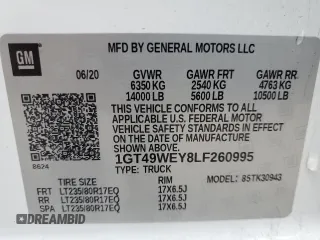 GM
MFD BY GENERAL MOTORS LLC
06/20 GVWR GAWR FRT GAWR RR
6350 KG 2540 KG 4763 KG
14000 LB 5600 LB 10500 LB
THIS VEHICLE CONFORMS TO ALL
APPLICABLE U.S. FEDERAL MOTOR
VEHICLE SAFETY STANDARDS IN
EFFECT ON THE DATE OF
MANUFACTURE SHOWN ABOVE.
1GT49WEY8LF260995
8624 TYPE: TRUCK
MODEL: 85TK30943
TIRE SIZE RIM
FRT LT235/80R17EQ 17X6.5J
RR LT235/80R17EQ 17X6.5J
SPA LT235/80R17EQ 17X6.5J